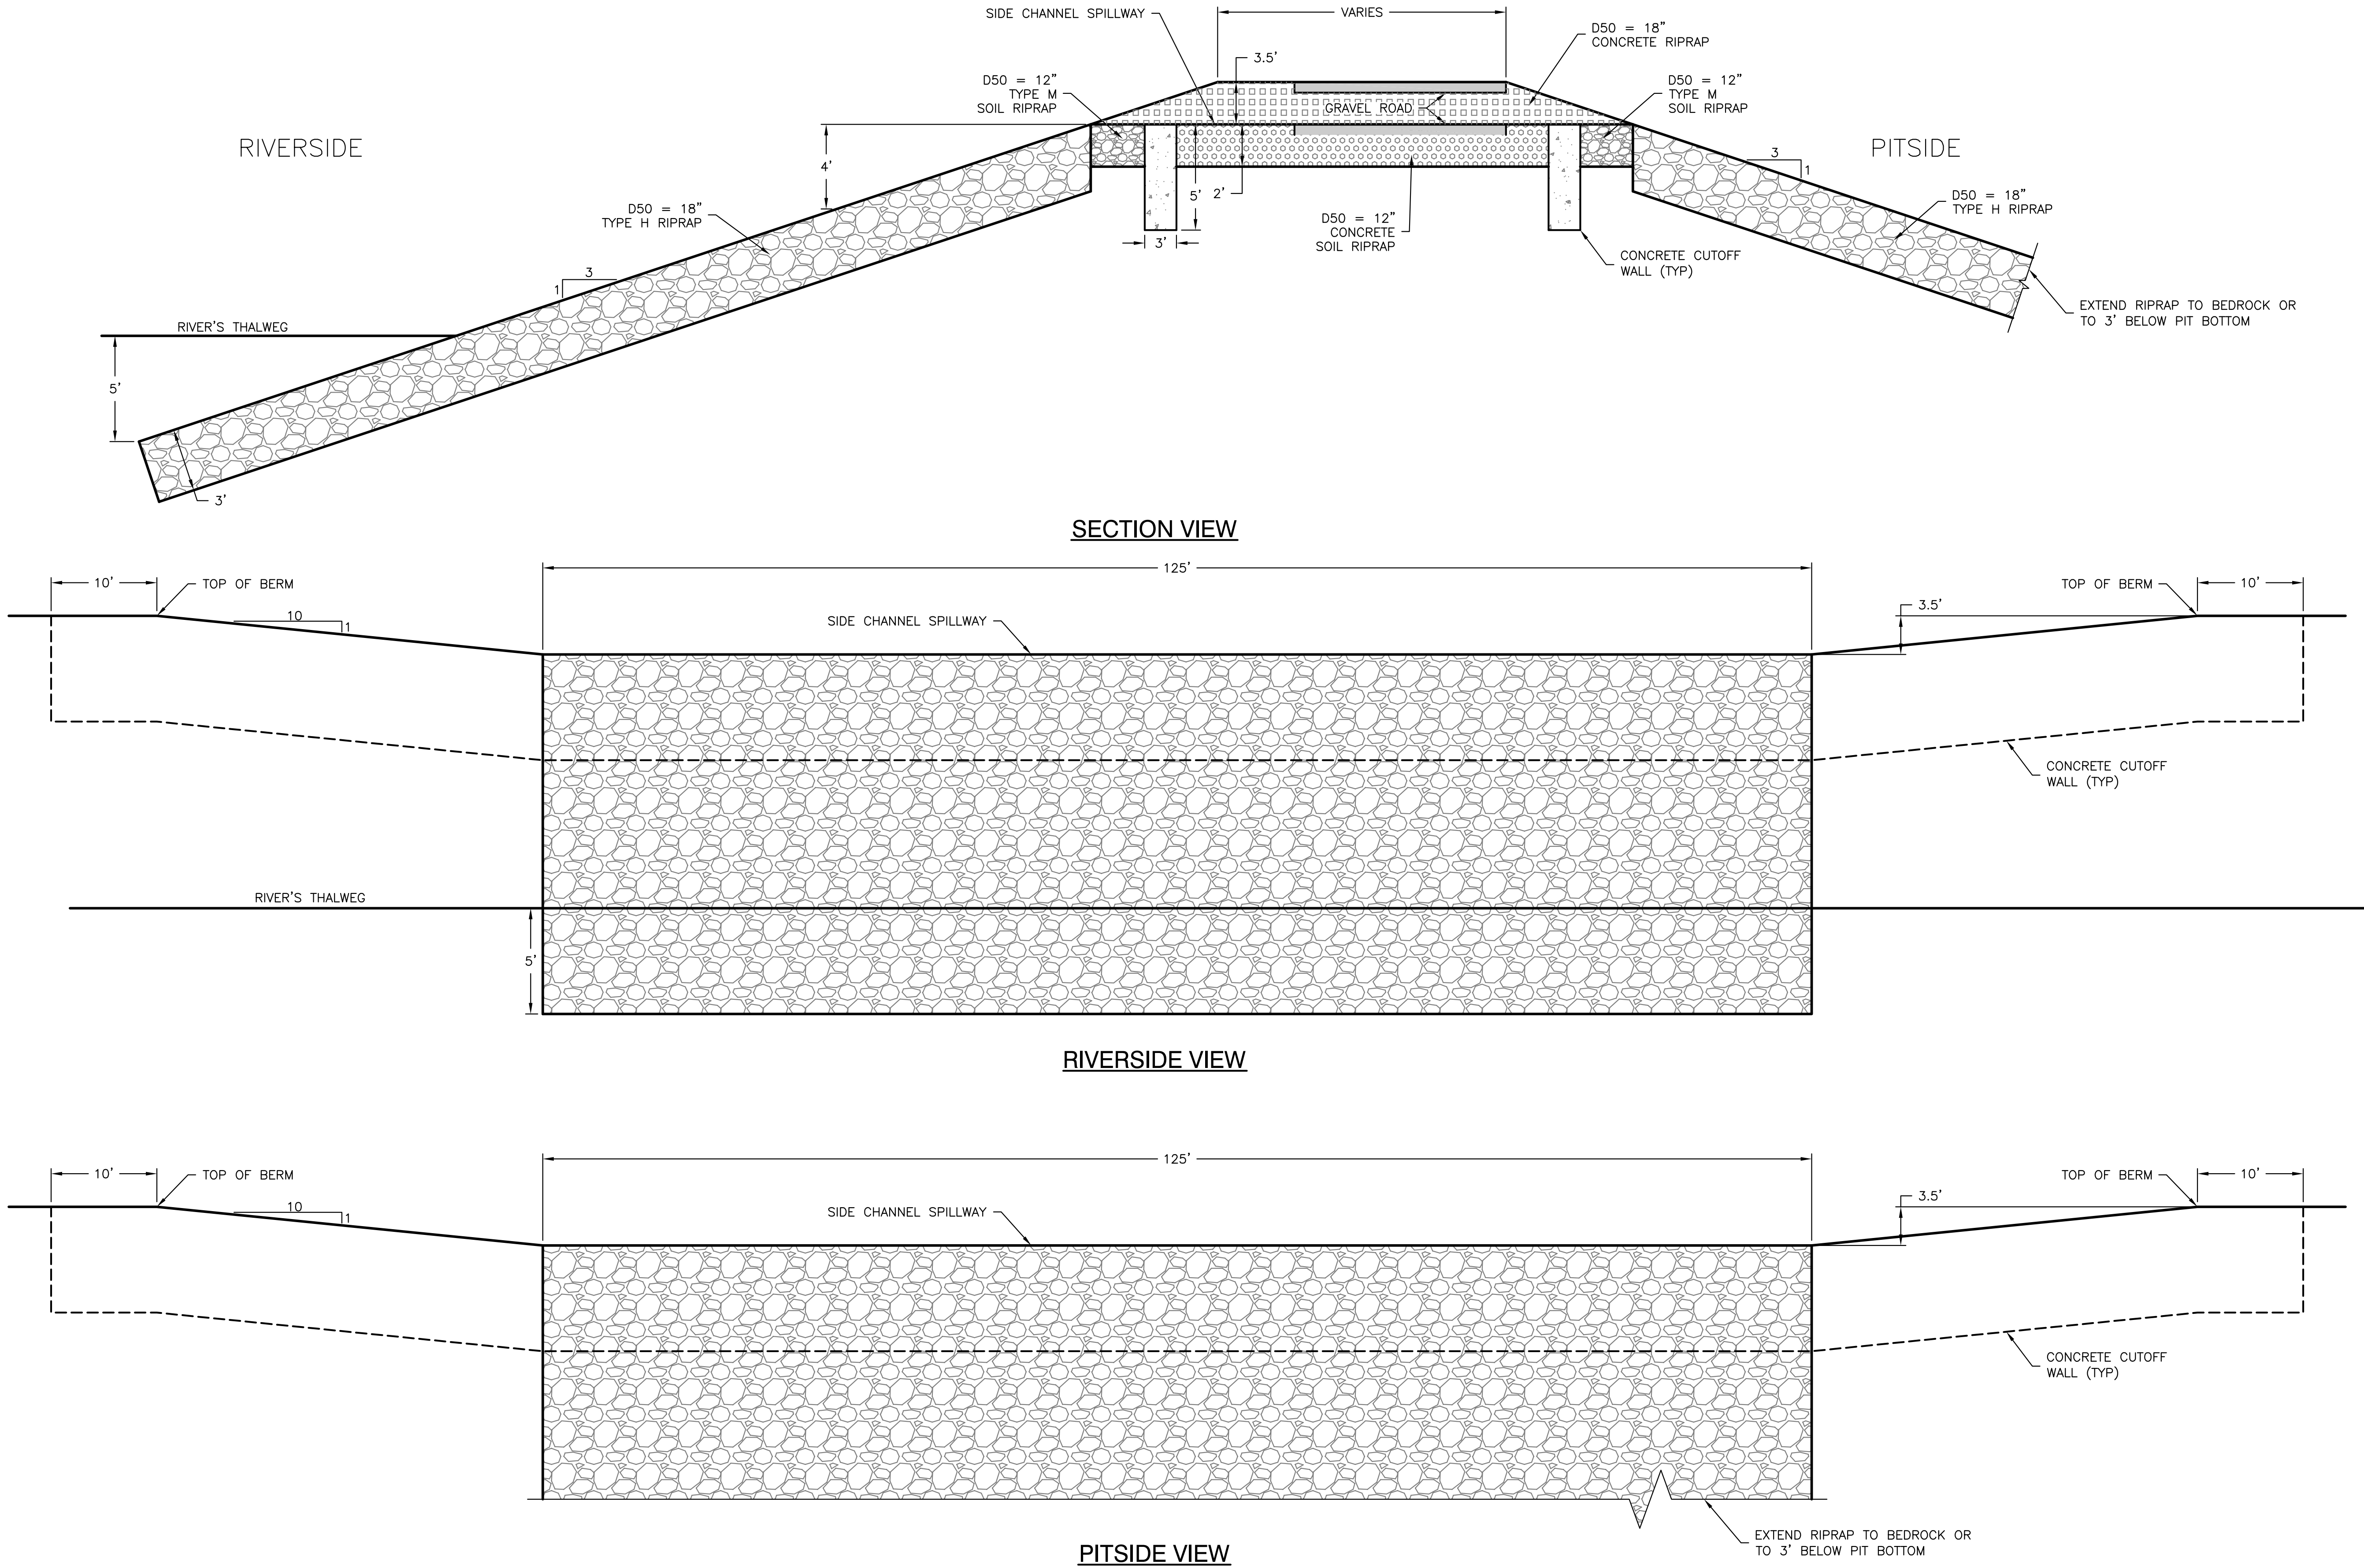 SIDE CHANNEL SPILLWAY
VARIES
D50 = 18"
CONCRETE RIPRAP
3.5'
D50 = 12"
TYPE M
SOIL RIPRAP
D50 = 12"
TYPE M
SOIL RIPRAP
GRAVEL ROAD
RIVERSIDE
PITSIDE
4'
3
1
5'
2'
D50 = 18"
TYPE H RIPRAP
D50 = 18"
TYPE H RIPRAP
D50 = 12"
CONCRETE
SOIL RIPRAP
3'
CONCRETE CUTOFF
WALL (TYP)
3
1
EXTEND RIPRAP TO BEDROCK OR
TO 3' BELOW PIT BOTTOM
RIVER'S THALWEG
5'
3'
SECTION VIEW
125'
10'
TOP OF BERM
TOP OF BERM
10'
10
1
SIDE CHANNEL SPILLWAY
3.5'
CONCRETE CUTOFF
WALL (TYP)
RIVER'S THALWEG
5'
RIVERSIDE VIEW
125'
10'
TOP OF BERM
TOP OF BERM
10'
10
1
SIDE CHANNEL SPILLWAY
3.5'
CONCRETE CUTOFF
WALL (TYP)
EXTEND RIPRAP TO BEDROCK OR
TO 3' BELOW PIT BOTTOM
PITSIDE VIEW